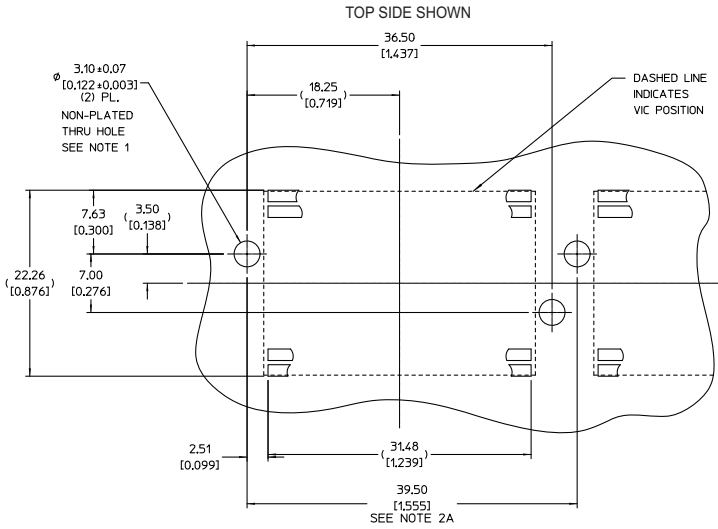 TOP SIDE SHOWN
36.50
[1.437]
Ø 3.10±0.07
[0.122±0.003]
(2) PL.
NON-PLATED
THRU HOLE
SEE NOTE 1
( 18.25 )
[0.719]
DASHED LINE
INDICATES
VIC POSITION
7.63
[0.300]
( 3.50 )
[0.138]
( 22.26 )
[0.876]
7.00
[0.276]
2.51
[0.099]
( 31.48 )
[1.239]
39.50
[1.555]
SEE NOTE 2A